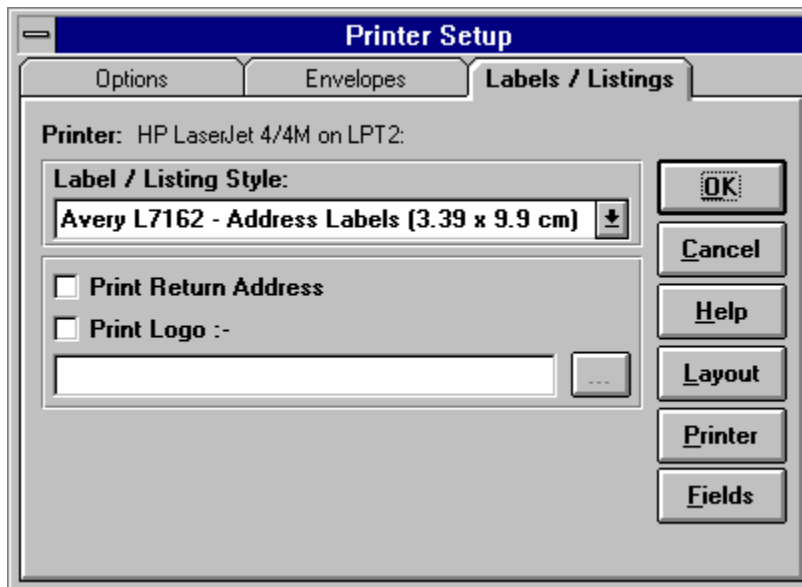 Printer Setup
Options Envelopes Labels / Listings
Printer: HP LaserJet 4/4M on LPT2:
Label / Listing Style:
Avery L7162 - Address Labels (3.39 x 9.9 cm)
Print Return Address
Print Logo :-
...
OK
Cancel
Help
Layout
Printer
Fields